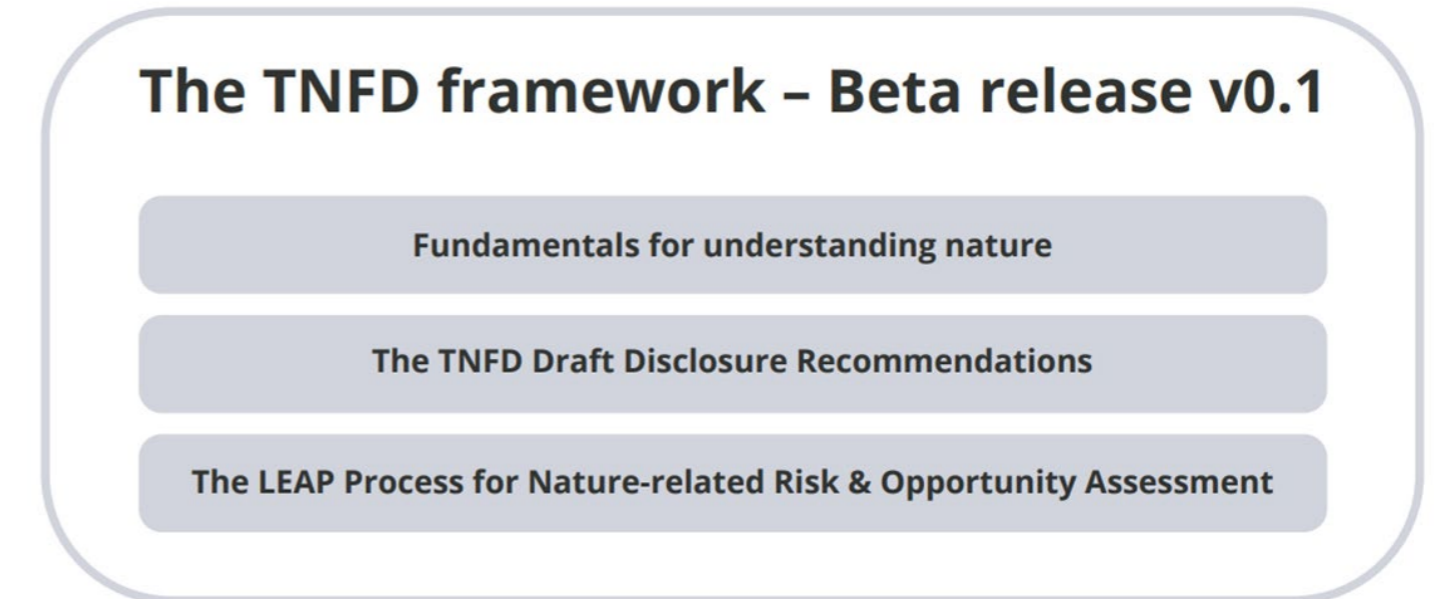 The TNFD framework – Beta release v0.1
Fundamentals for understanding nature
The TNFD Draft Disclosure Recommendations
The LEAP Process for Nature-related Risk & Opportunity Assessment